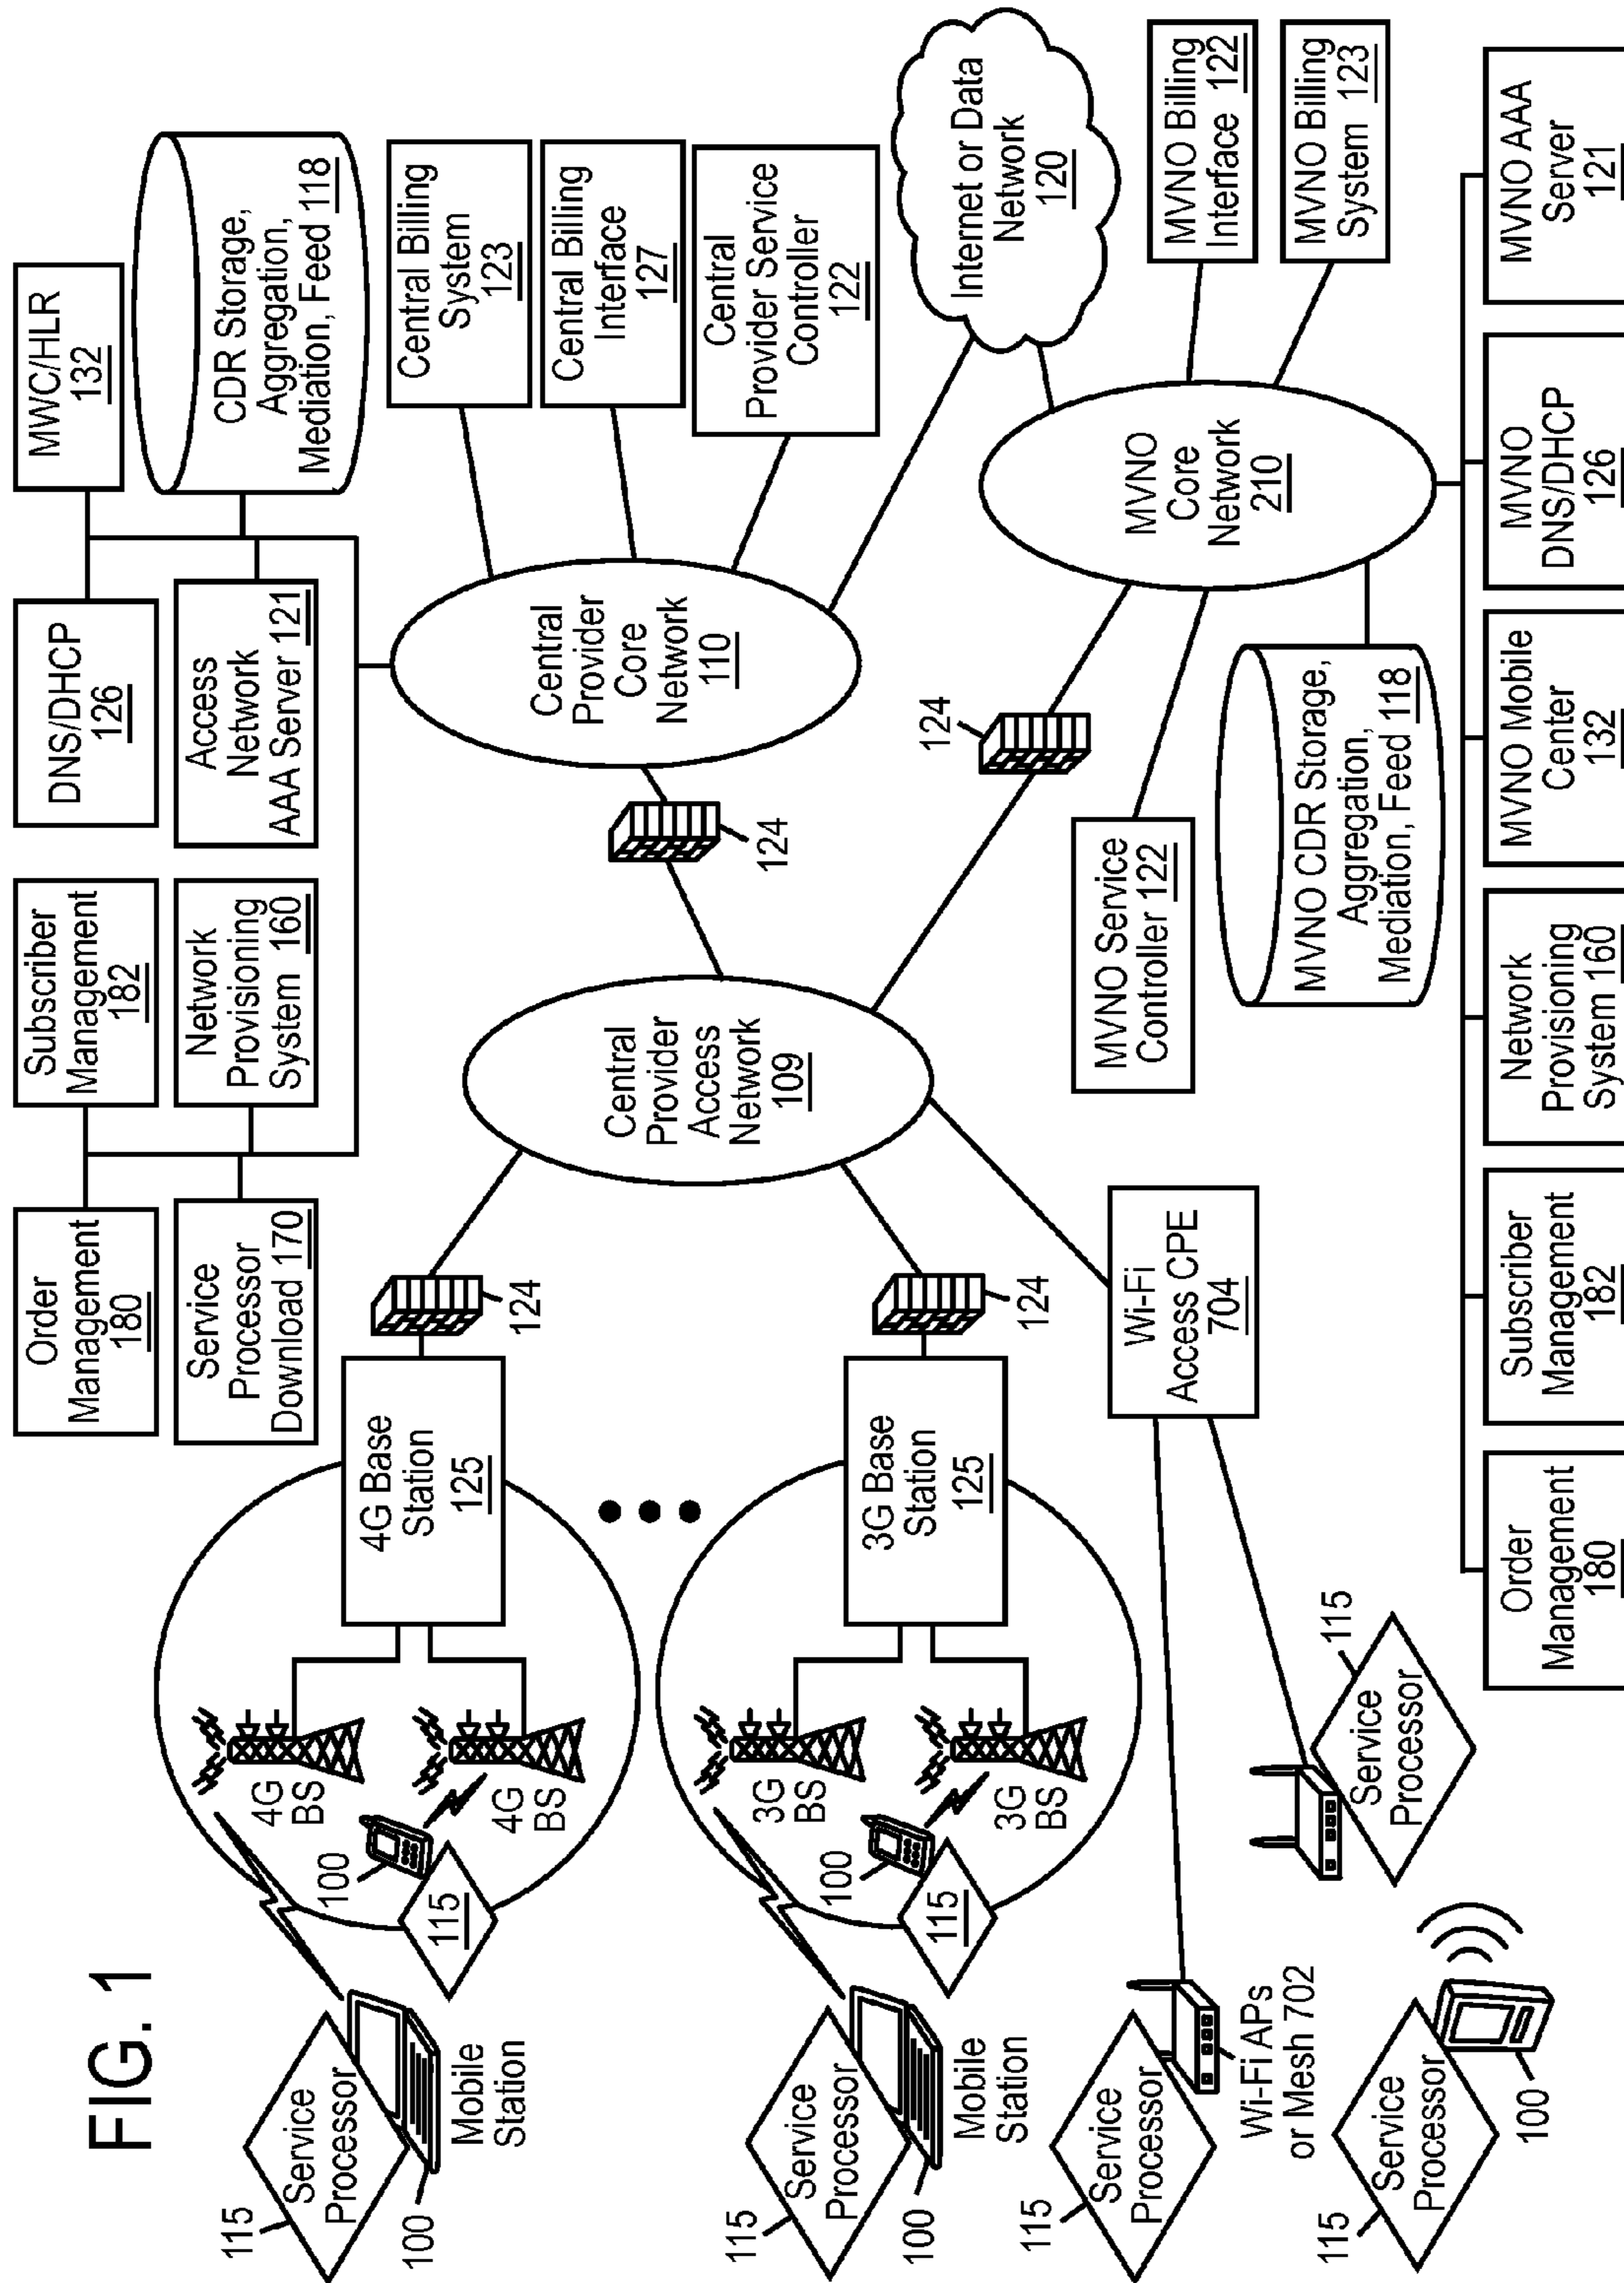 FIG. 1
Order
Management
180
Subscriber
Management
182
DNS/DHCP
126
MWC/HLR
132
Service
Processor
Download 170
Network
Provisioning
System 160
Access
Network
AAA Server 121
CDR Storage,
Aggregation,
Mediation, Feed 118
115
Service
Processor
100
Mobile
Station
4G
BS
100
4G
BS
115
4G Base
Station
125
124
Central
Provider
Access
Network
109
124
Central
Provider
Core
Network
110
Central Billing
System
123
Central Billing
Interface
127
Central
Provider Service
Controller
122
Internet or Data
Network
120
115
Service
Processor
100
Mobile
Station
3G
BS
100
3G
BS
115
3G Base
Station
125
124
124
MVNO
Core
Network
210
MVNO Billing
Interface 122
MVNO Billing
System 123
MVNO Service
Controller 122
MVNO CDR Storage,
Aggregation,
Mediation, Feed 118
115
Service
Processor
Wi-Fi APs
or Mesh 702
Wi-Fi
Access CPE
704
Service
Processor
115
115
Service
Processor
100
Order
Management
180
Subscriber
Management
182
Network
Provisioning
System 160
MVNO Mobile
Center
132
MVNO
DNS/DHCP
126
MVNO AAA
Server
121